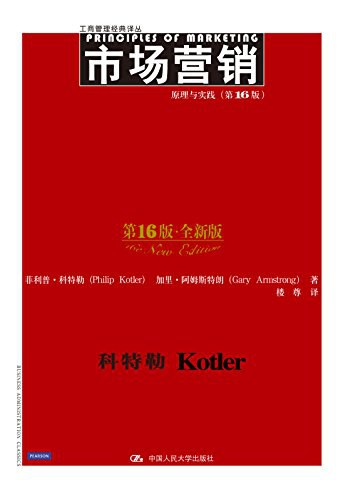 工商管理经典译丛
PRINCIPLES OF MARKETING
市场营销
原理与实践（第16版）
第16版·全新版
the New Edition
菲利普·科特勒（Philip Kotler） 加里·阿姆斯特朗（Gary Armstrong） 著
楼尊 译
科特勒 Kotler
BUSINESS ADMINISTRATION CLASSICS
PEARSON
中国人民大学出版社